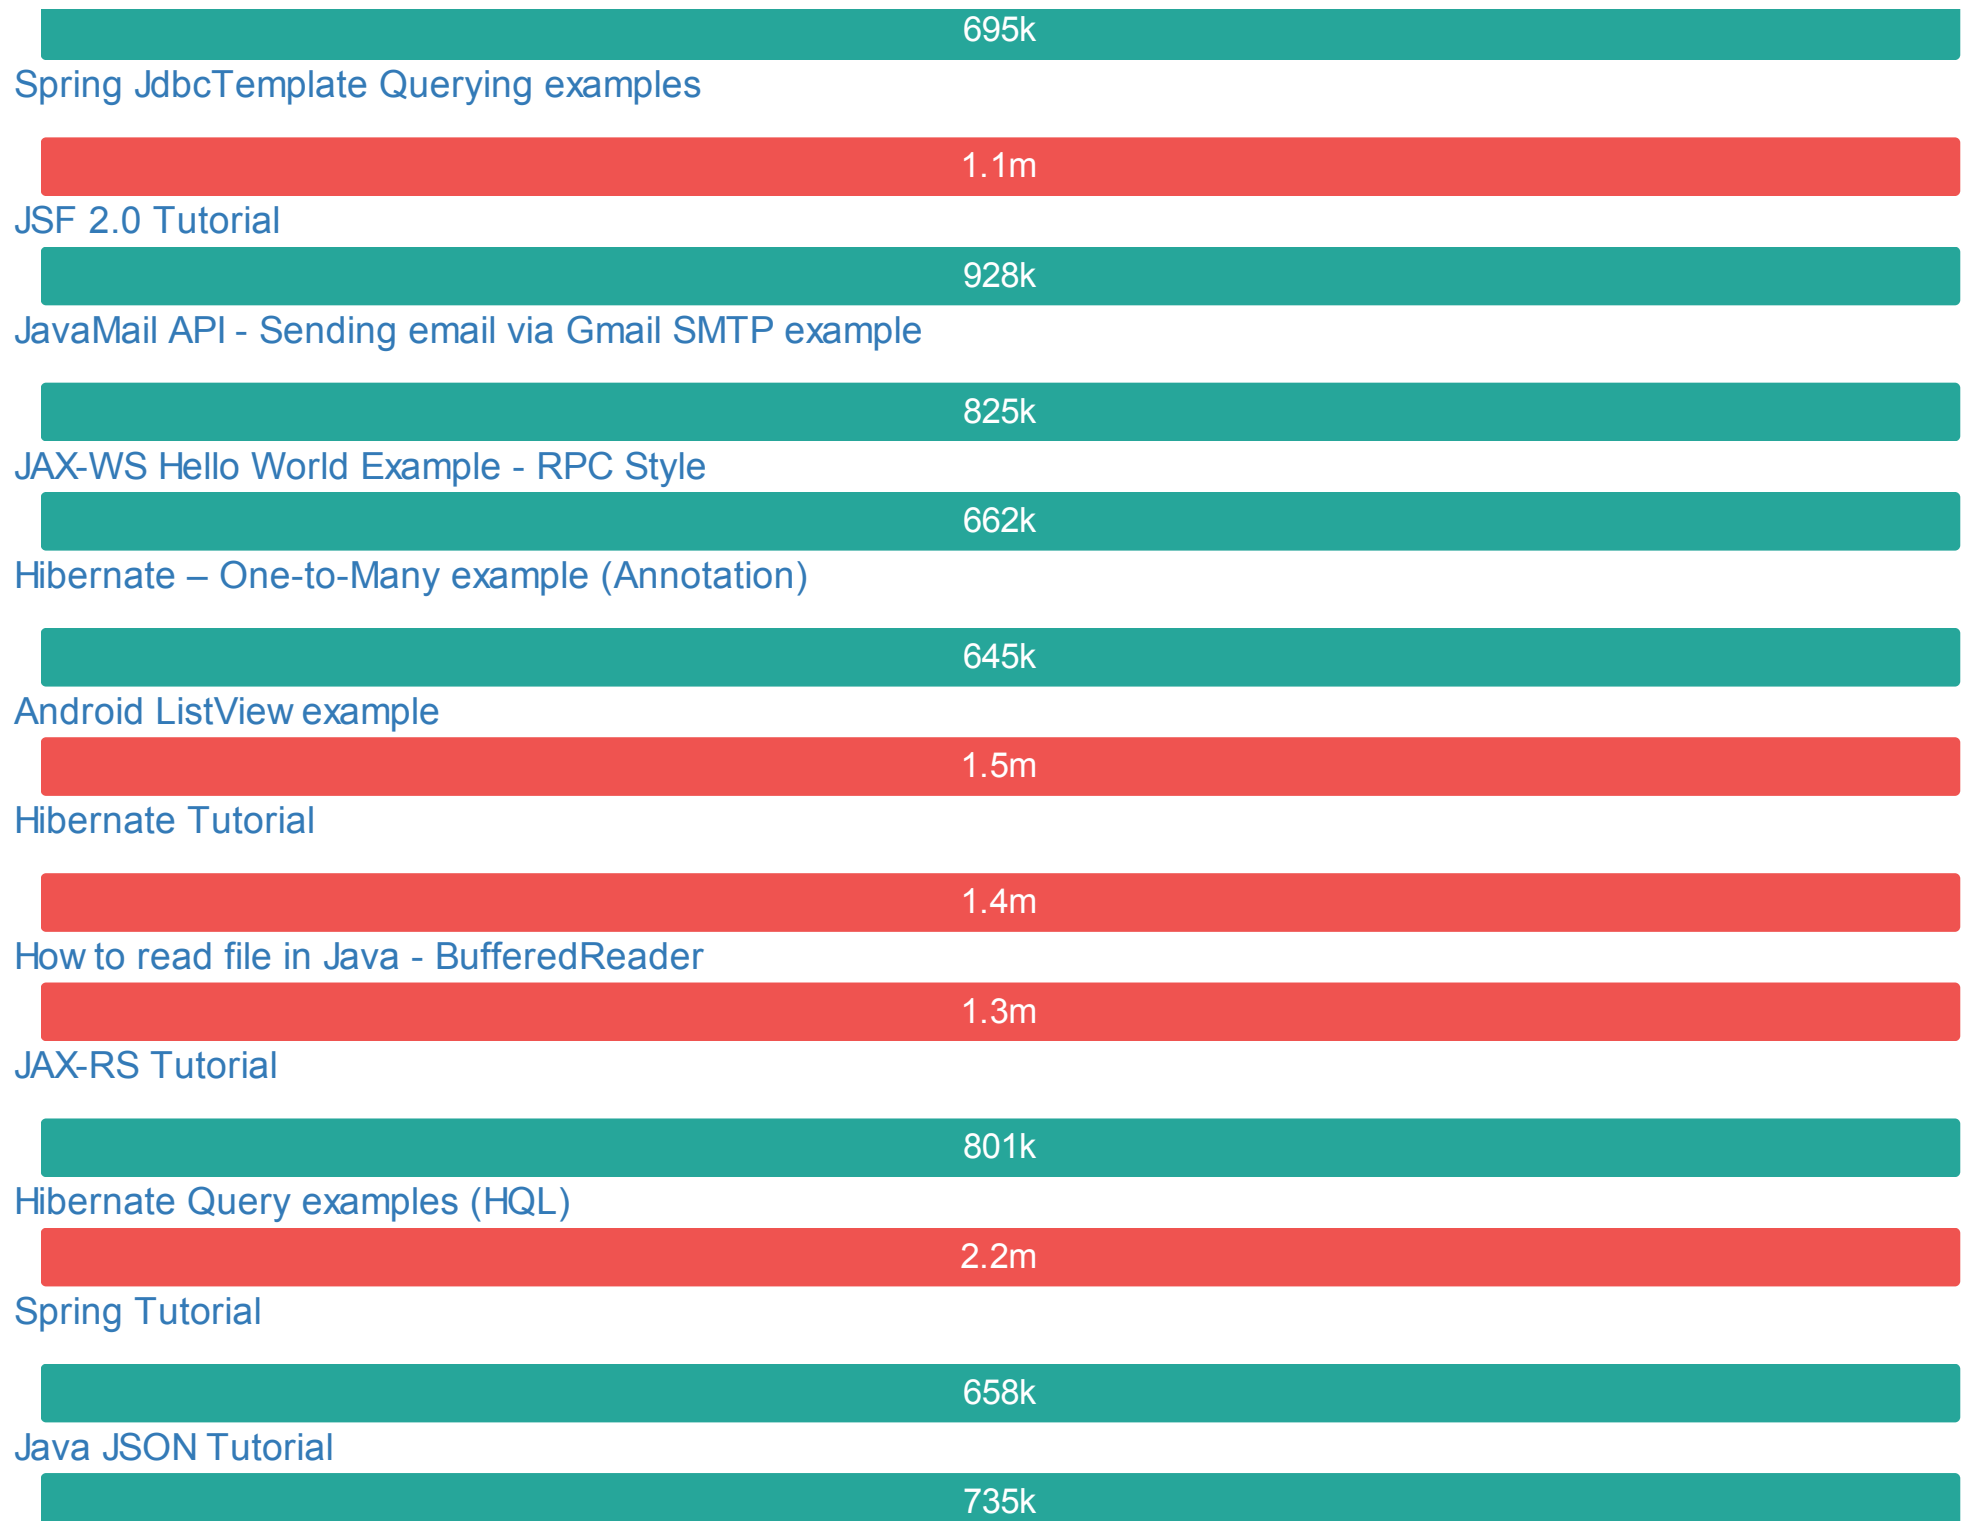 695k
Spring JdbcTemplate Querying examples
1.1m
JSF 2.0 Tutorial
928k
JavaMail API - Sending email via Gmail SMTP example
825k
JAX-WS Hello World Example - RPC Style
662k
Hibernate – One-to-Many example (Annotation)
645k
Android ListView example
1.5m
Hibernate Tutorial
1.4m
How to read file in Java - BufferedReader
1.3m
JAX-RS Tutorial
801k
Hibernate Query examples (HQL)
2.2m
Spring Tutorial
658k
Java JSON Tutorial
735k